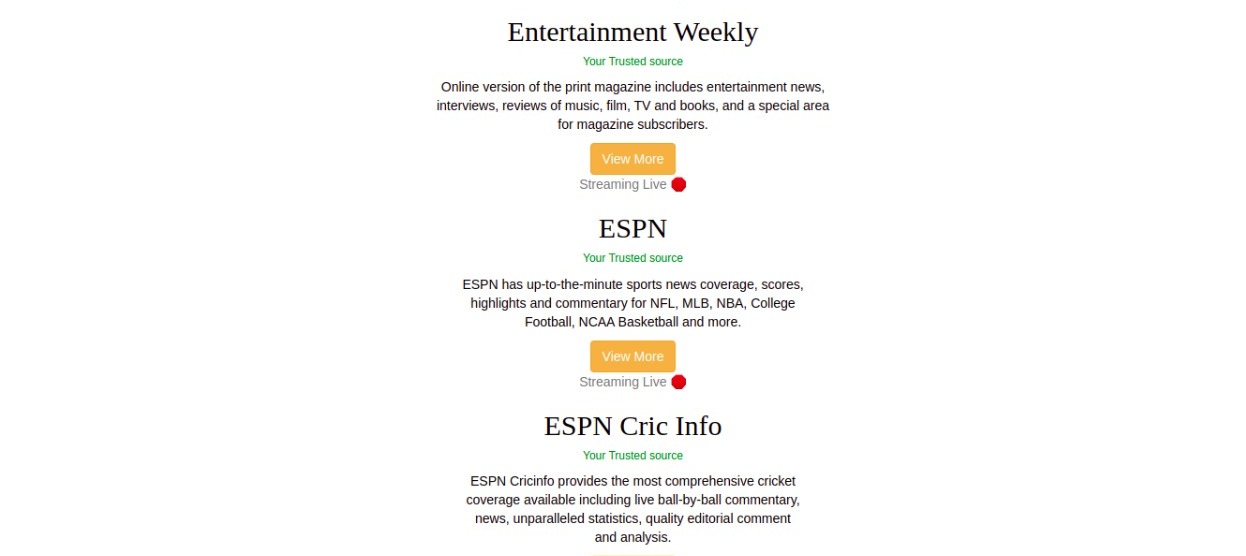 Entertainment Weekly
Your Trusted source
Online version of the print magazine includes entertainment news,
interviews, reviews of music, film, TV and books, and a special area
for magazine subscribers.
View More
Streaming Live
ESPN
Your Trusted source
ESPN has up-to-the-minute sports news coverage, scores,
highlights and commentary for NFL, MLB, NBA, College
Football, NCAA Basketball and more.
View More
Streaming Live
ESPN Cric Info
Your Trusted source
ESPN Cricinfo provides the most comprehensive cricket
coverage available including live ball-by-ball commentary,
news, unparalleled statistics, quality editorial comment
and analysis.